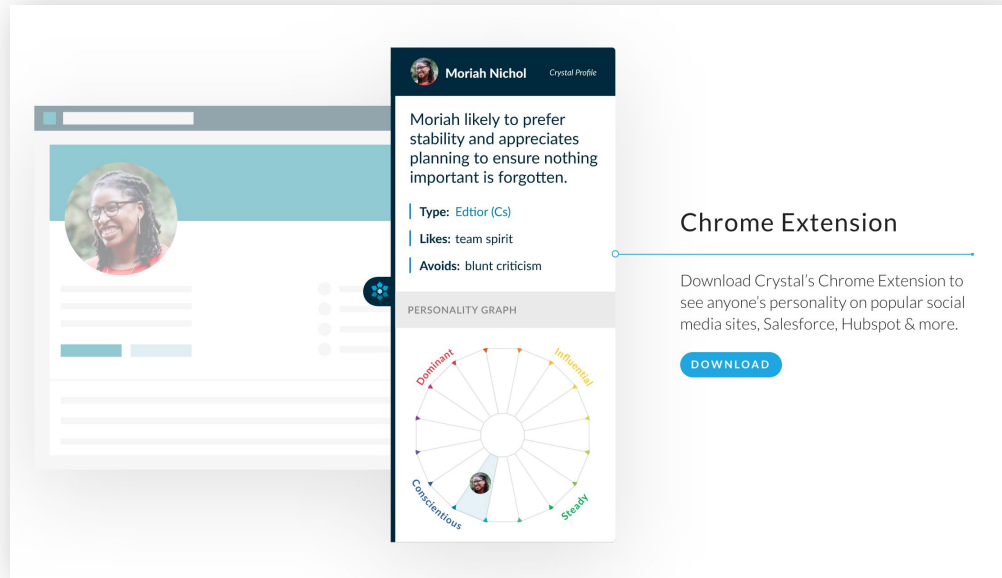 Moriah Nichol
Crystal Profile
Moriah likely to prefer
stability and appreciates
planning to ensure nothing
important is forgotten.
Type: Edtior (Cs)
Likes: team spirit
Avoids: blunt criticism
PERSONALITY GRAPH
Dominant
Influential
Conscientious
Steady
Chrome Extension
Download Crystal's Chrome Extension to
see anyone's personality on popular social
media sites, Salesforce, Hubspot & more.
DOWNLOAD